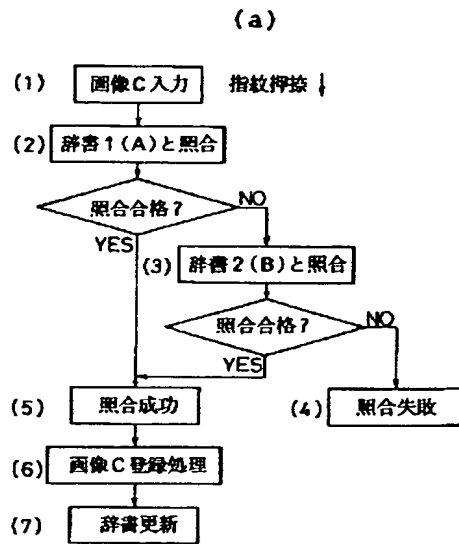 (a)
(1) 画像C入力 指紋押捺↓
(2) 辞書1(A)と照合
照合合格? NO
YES
(3) 辞書2(B)と照合
照合合格? NO
YES
(5) 照合成功 (4) 照合失敗
(6) 画像C登録処理
(7) 辞書更新